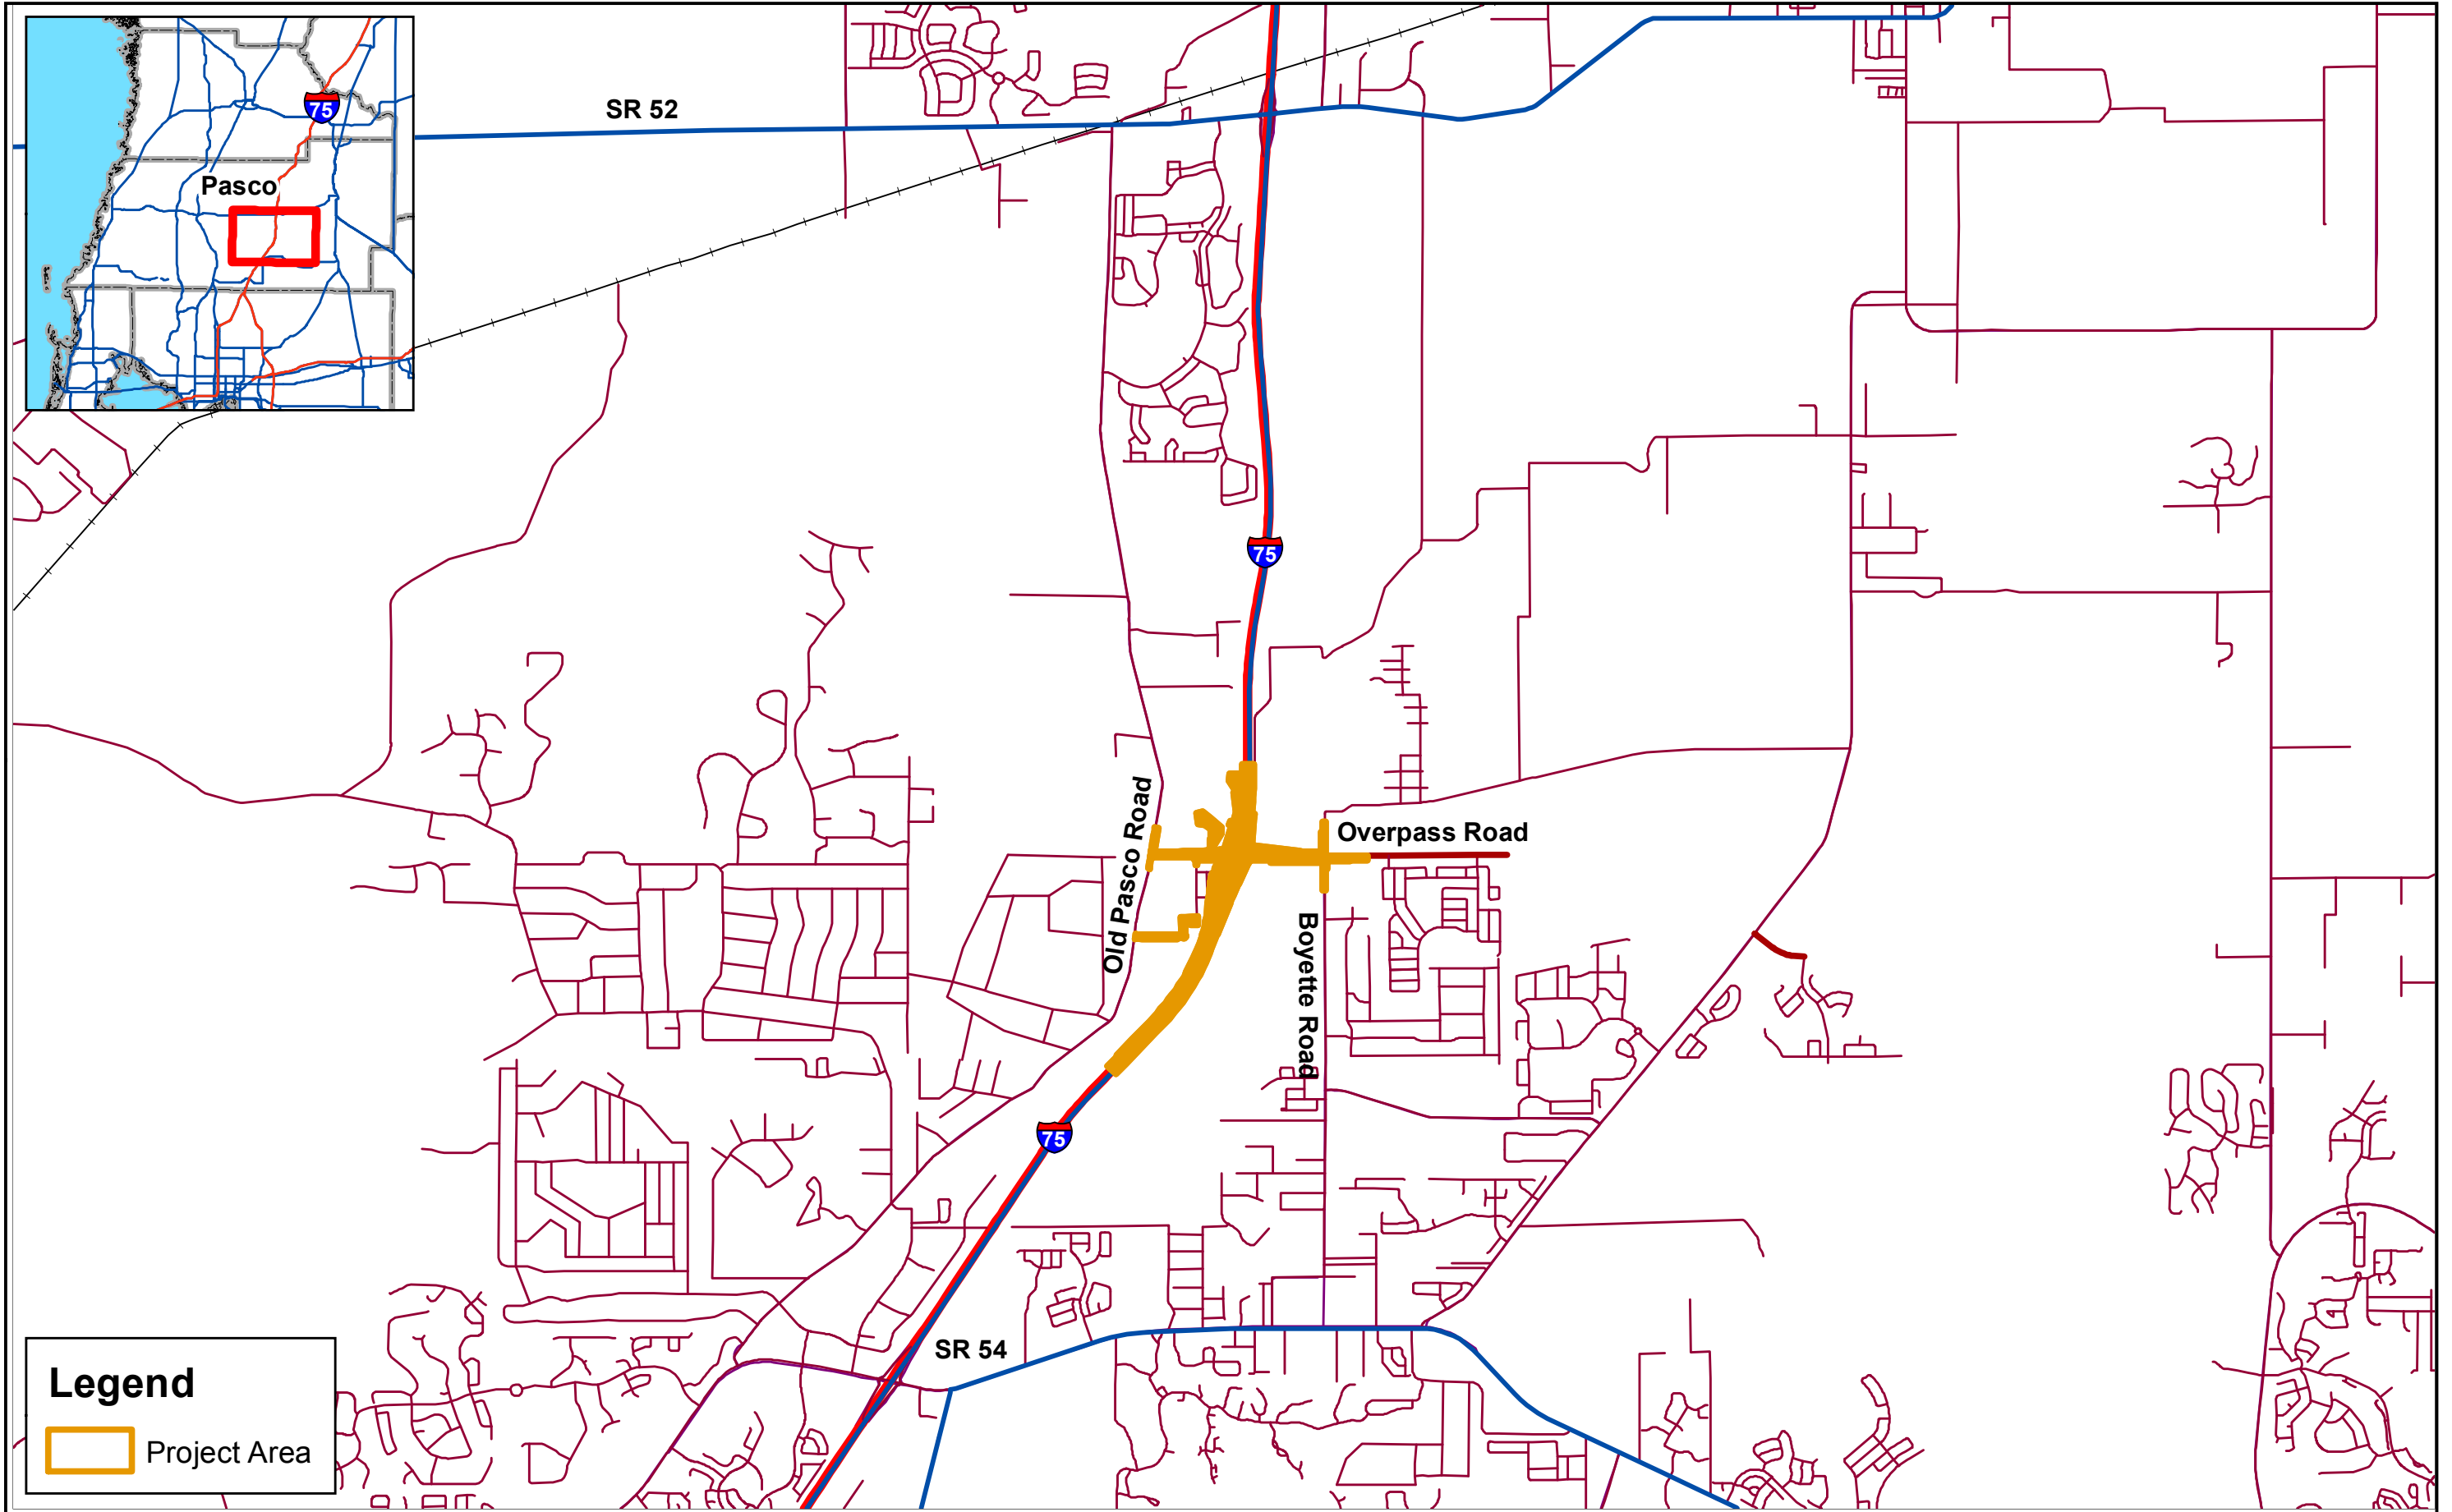 75
Pasco
SR 52
75
Old Pasco Road
Overpass Road
Boyette Road
75
SR 54
Legend
Project Area